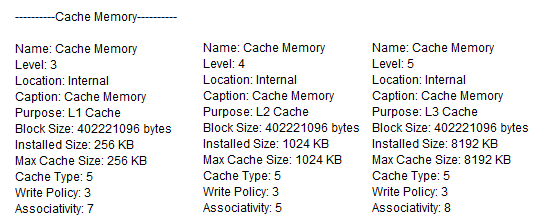 ----------Cache Memory----------
Name: Cache Memory
Level: 3
Location: Internal
Caption: Cache Memory
Purpose: L1 Cache
Block Size: 402221096 bytes
Installed Size: 256 KB
Max Cache Size: 256 KB
Cache Type: 5
Write Policy: 3
Associativity: 7
Name: Cache Memory
Level: 4
Location: Internal
Caption: Cache Memory
Purpose: L2 Cache
Block Size: 402221096 bytes
Installed Size: 1024 KB
Max Cache Size: 1024 KB
Cache Type: 5
Write Policy: 3
Associativity: 5
Name: Cache Memory
Level: 5
Location: Internal
Caption: Cache Memory
Purpose: L3 Cache
Block Size: 402221096 bytes
Installed Size: 8192 KB
Max Cache Size: 8192 KB
Cache Type: 5
Write Policy: 3
Associativity: 8